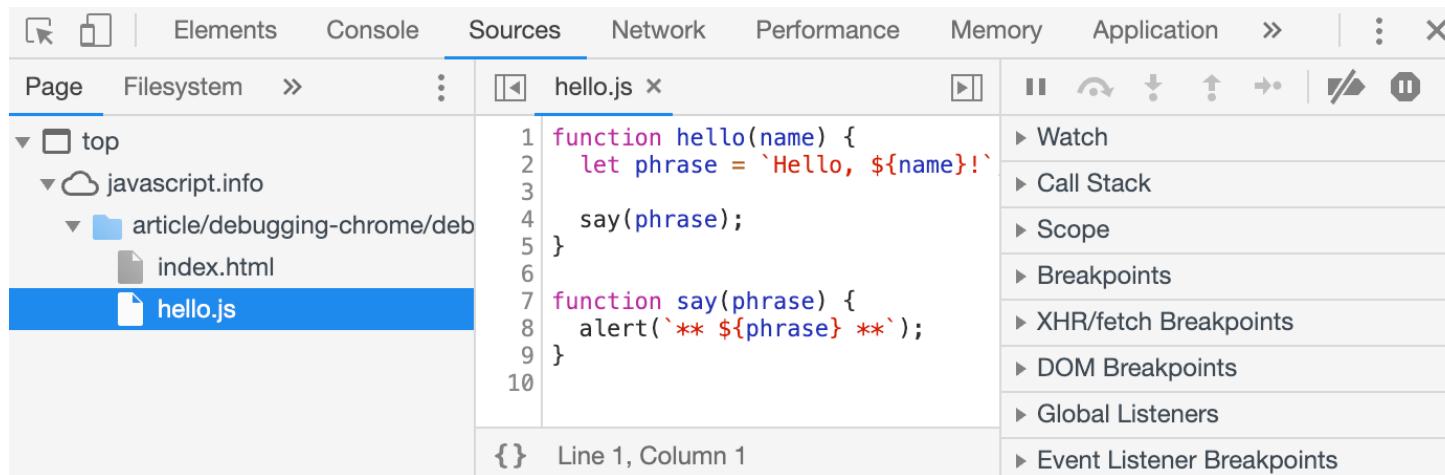 Elements Console Sources Network Performance Memory Application »
Page Filesystem »
hello.js ×
top
javascript.info
article/debugging-chrome/deb
index.html
hello.js
1 function hello(name) {
2   let phrase = `Hello, ${name}!`
3
4   say(phrase);
5 }
6
7 function say(phrase) {
8   alert(`** ${phrase} **`);
9 }
10
{} Line 1, Column 1
Watch
Call Stack
Scope
Breakpoints
XHR/fetch Breakpoints
DOM Breakpoints
Global Listeners
Event Listener Breakpoints